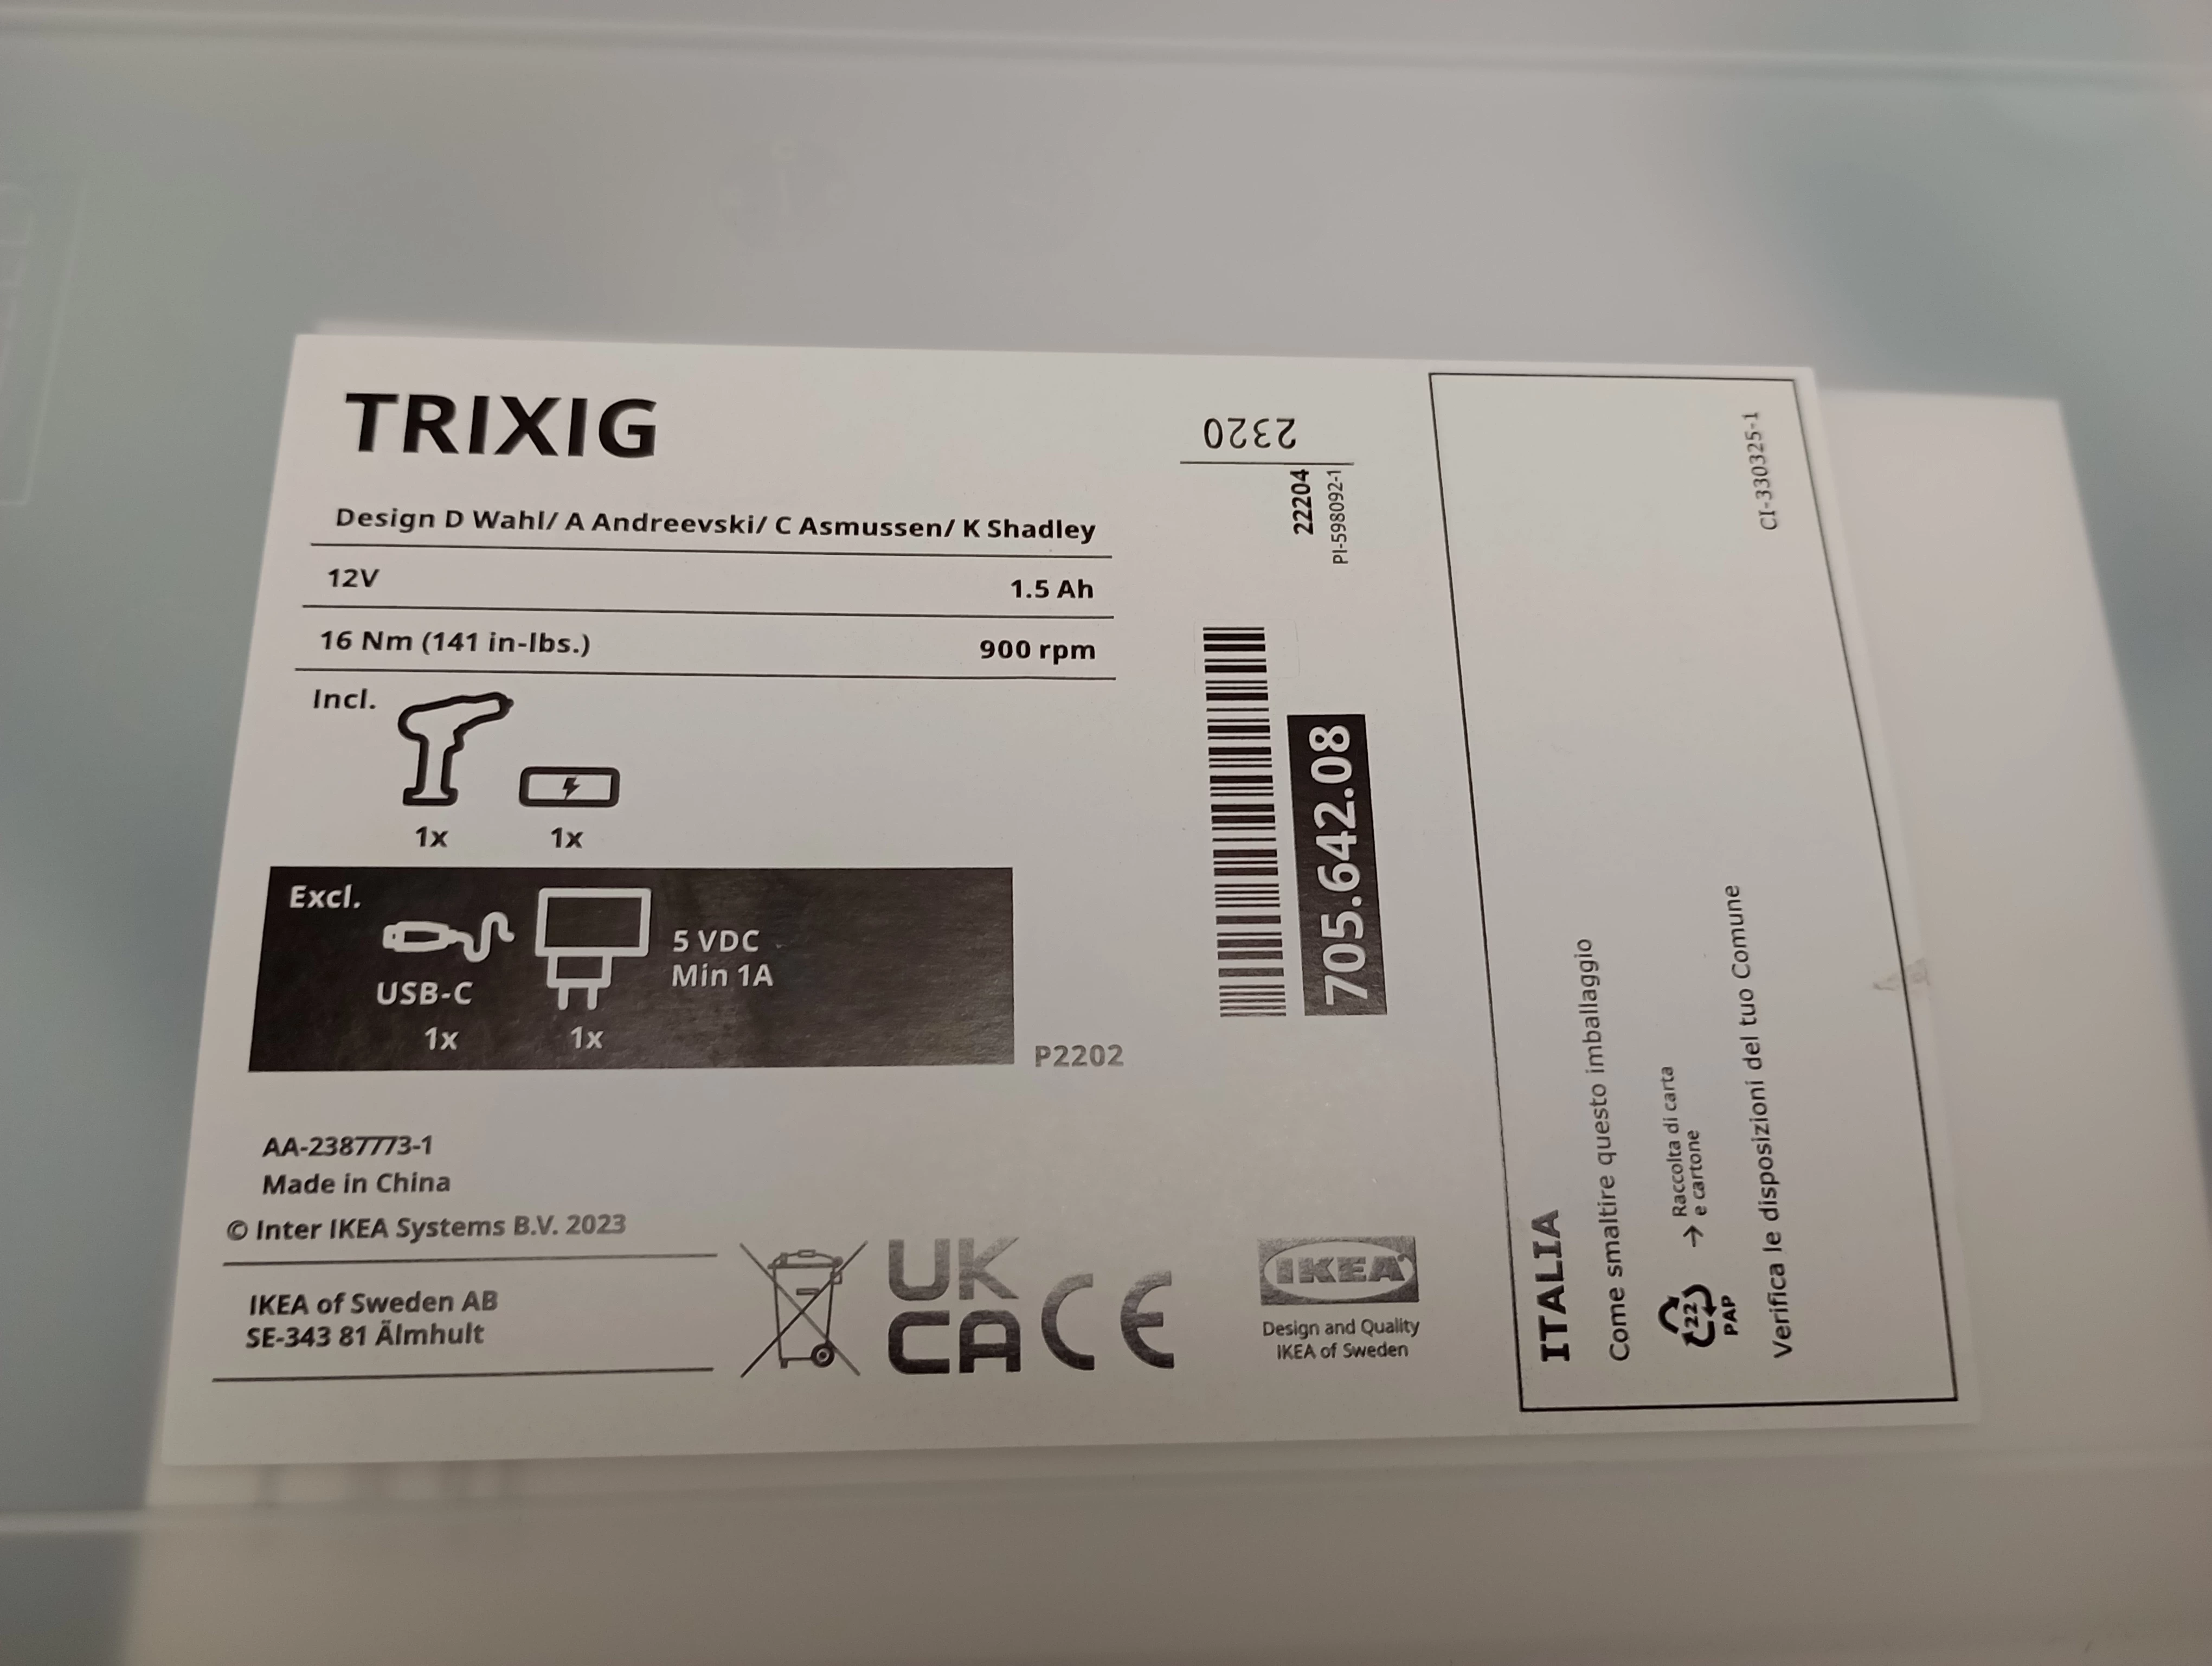 TRIXIG
Design D Wahl/ A Andreevski/ C Asmussen/ K Shadley
12V 1.5 Ah
16 Nm (141 in-lbs.) 900 rpm
Incl.
1x 1x
Excl.
USB-C
5 VDC
Min 1A
1x 1x
P2202
AA-2387773-1
Made in China
© Inter IKEA Systems B.V. 2023
IKEA of Sweden AB
SE-343 81 Älmhult
UK
CA CE
IKEA
Design and Quality
IKEA of Sweden
2320
22204
PI-598092-1
705.642.08
ITALIA
Come smaltire questo imballaggio
22
PAP
→ Raccolta di carta
e cartone
Verifica le disposizioni del tuo Comune
CI-330325-1